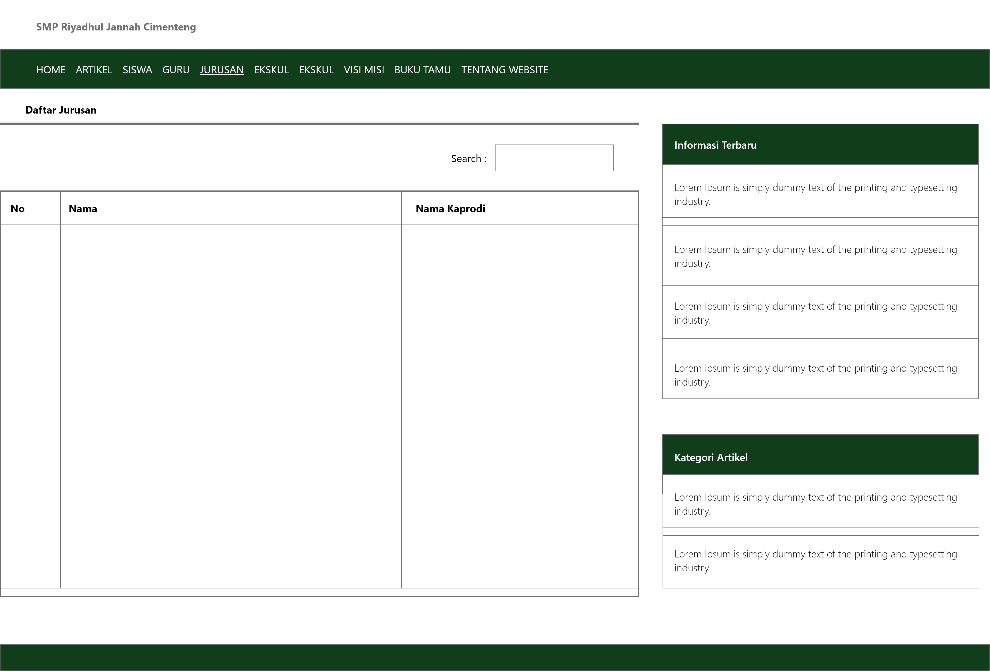 SMP Riyadhul Jannah Cimenteng
HOME ARTIKEL SISWA GURU JURUSAN EKSKUL EKSKUL VISI MISI BUKU TAMU TENTANG WEBSITE
Daftar Jurusan
Search :
No Nama Nama Kaprodi
Informasi Terbaru
Lorem Ipsum is simply dummy text of the printing and typesetting
industry.
Lorem Ipsum is simply dummy text of the printing and typesetting
industry.
Lorem Ipsum is simply dummy text of the printing and typesetting
industry.
Lorem Ipsum is simply dummy text of the printing and typesetting
industry.
Kategori Artikel
Lorem Ipsum is simply dummy text of the printing and typesetting
industry.
Lorem Ipsum is simply dummy text of the printing and typesetting
industry.